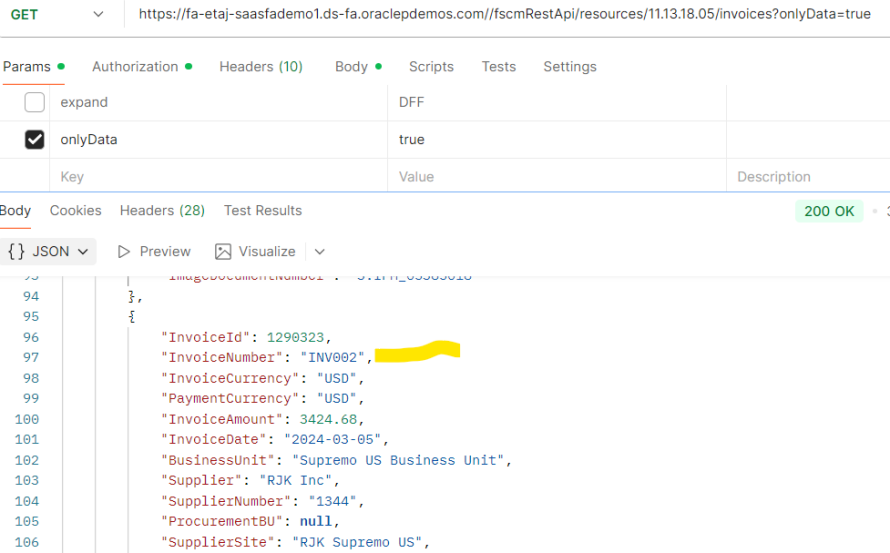 GET https://fa-etaj-saasfademo1.ds-fa.oraclepdemos.com//fscmRestApi/resources/11.13.18.05/invoices?onlyData=true
Params Authorization Headers (10) Body Scripts Tests Settings
expand DFF
onlyData true
Key Value Description
Body Cookies Headers (28) Test Results 200 OK
{} JSON Preview Visualize
94 },
95 {
96 "InvoiceId": 1290323,
97 "InvoiceNumber": "INV002",
98 "InvoiceCurrency": "USD",
99 "PaymentCurrency": "USD",
100 "InvoiceAmount": 3424.68,
101 "InvoiceDate": "2024-03-05",
102 "BusinessUnit": "Supremo US Business Unit",
103 "Supplier": "RJK Inc",
104 "SupplierNumber": "1344",
105 "ProcurementBU": null,
106 "SupplierSite": "RJK Supremo US",